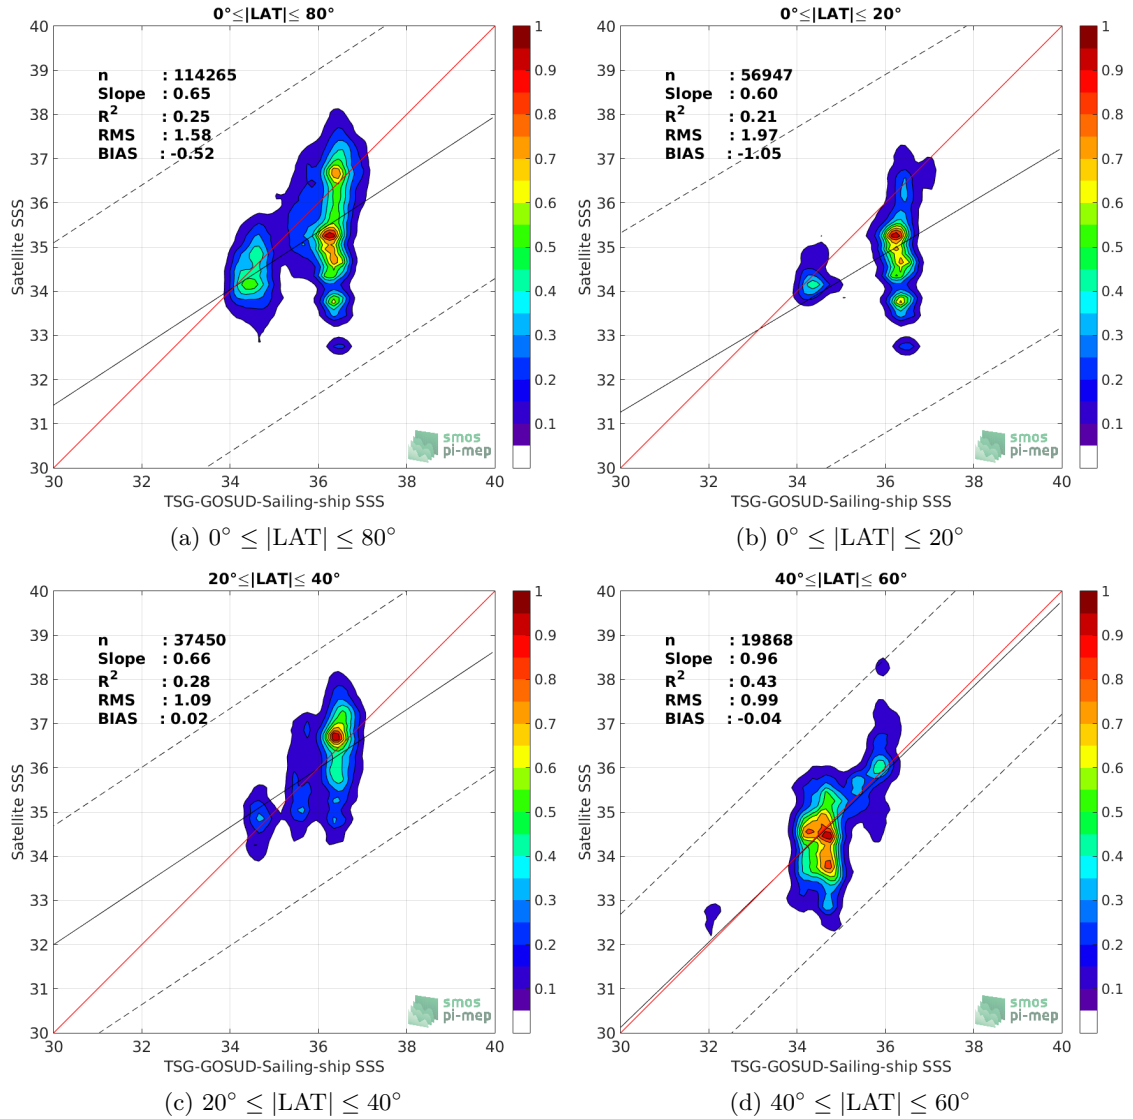 0°≤|LAT|≤ 80°
40
39
38
37
36
35
34
33
32
31
30
Satellite SSS
n : 114265
Slope : 0.65
R² : 0.25
RMS : 1.58
BIAS : -0.52
smos
pi-mep
30 32 34 36 38 40
TSG-GOSUD-Sailing-ship SSS
1
0.9
0.8
0.7
0.6
0.5
0.4
0.3
0.2
0.1
(a) 0° ≤ |LAT| ≤ 80°
0°≤|LAT|≤ 20°
40
39
38
37
36
35
34
33
32
31
30
Satellite SSS
n : 56947
Slope : 0.60
R² : 0.21
RMS : 1.97
BIAS : -1.05
smos
pi-mep
30 32 34 36 38 40
TSG-GOSUD-Sailing-ship SSS
1
0.9
0.8
0.7
0.6
0.5
0.4
0.3
0.2
0.1
(b) 0° ≤ |LAT| ≤ 20°
20°≤|LAT|≤ 40°
40
39
38
37
36
35
34
33
32
31
30
Satellite SSS
n : 37450
Slope : 0.66
R² : 0.28
RMS : 1.09
BIAS : 0.02
smos
pi-mep
30 32 34 36 38 40
TSG-GOSUD-Sailing-ship SSS
1
0.9
0.8
0.7
0.6
0.5
0.4
0.3
0.2
0.1
(c) 20° ≤ |LAT| ≤ 40°
40°≤|LAT|≤ 60°
40
39
38
37
36
35
34
33
32
31
30
Satellite SSS
n : 19868
Slope : 0.96
R² : 0.43
RMS : 0.99
BIAS : -0.04
smos
pi-mep
30 32 34 36 38 40
TSG-GOSUD-Sailing-ship SSS
1
0.9
0.8
0.7
0.6
0.5
0.4
0.3
0.2
0.1
(d) 40° ≤ |LAT| ≤ 60°